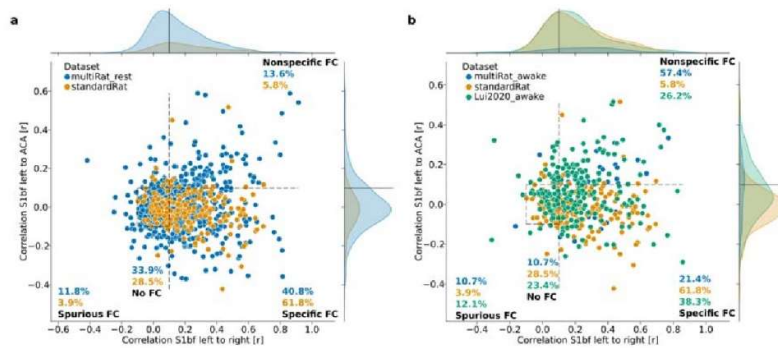 a
Nonspecific FC
Dataset
multiRat_rest
standardRat
13.6%
5.8%
0.6
0.4
0.2
0.0
−0.2
−0.4
Correlation S1bf left to ACA [r]
33.9%
28.5%
No FC
11.8%
3.9%
Spurious FC
40.8%
61.8%
Specific FC
−0.6 −0.4 −0.2 0.0 0.2 0.4 0.6 0.8 1.0
Correlation S1bf left to right [r]
b
Nonspecific FC
Dataset
multiRat_awake
standardRat
Lui2020_awake
57.4%
5.8%
26.2%
0.6
0.4
0.2
0.0
−0.2
−0.4
Correlation S1bf left to ACA [r]
10.7%
28.5%
23.4%
No FC
10.7%
3.9%
12.1%
Spurious FC
21.4%
61.8%
38.3%
Specific FC
−0.6 −0.4 −0.2 0.0 0.2 0.4 0.6 0.8 1.0
Correlation S1bf left to right [r]